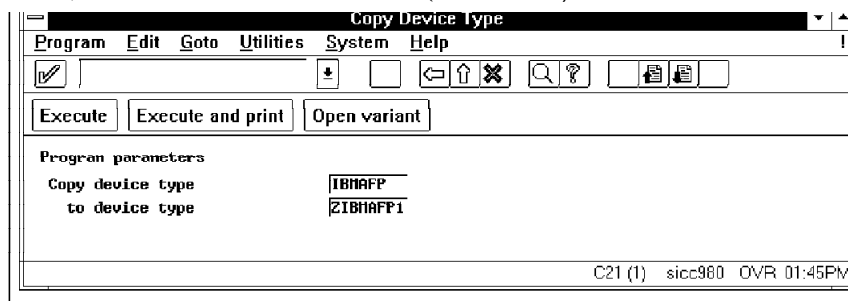 Copy Device Type
Program Edit Goto Utilities System Help
Execute Execute and print Open variant
Program parameters
Copy device type IBMAFP
to device type ZIBMAFP1
C21 (1) sicc980 OVR 01:45PM